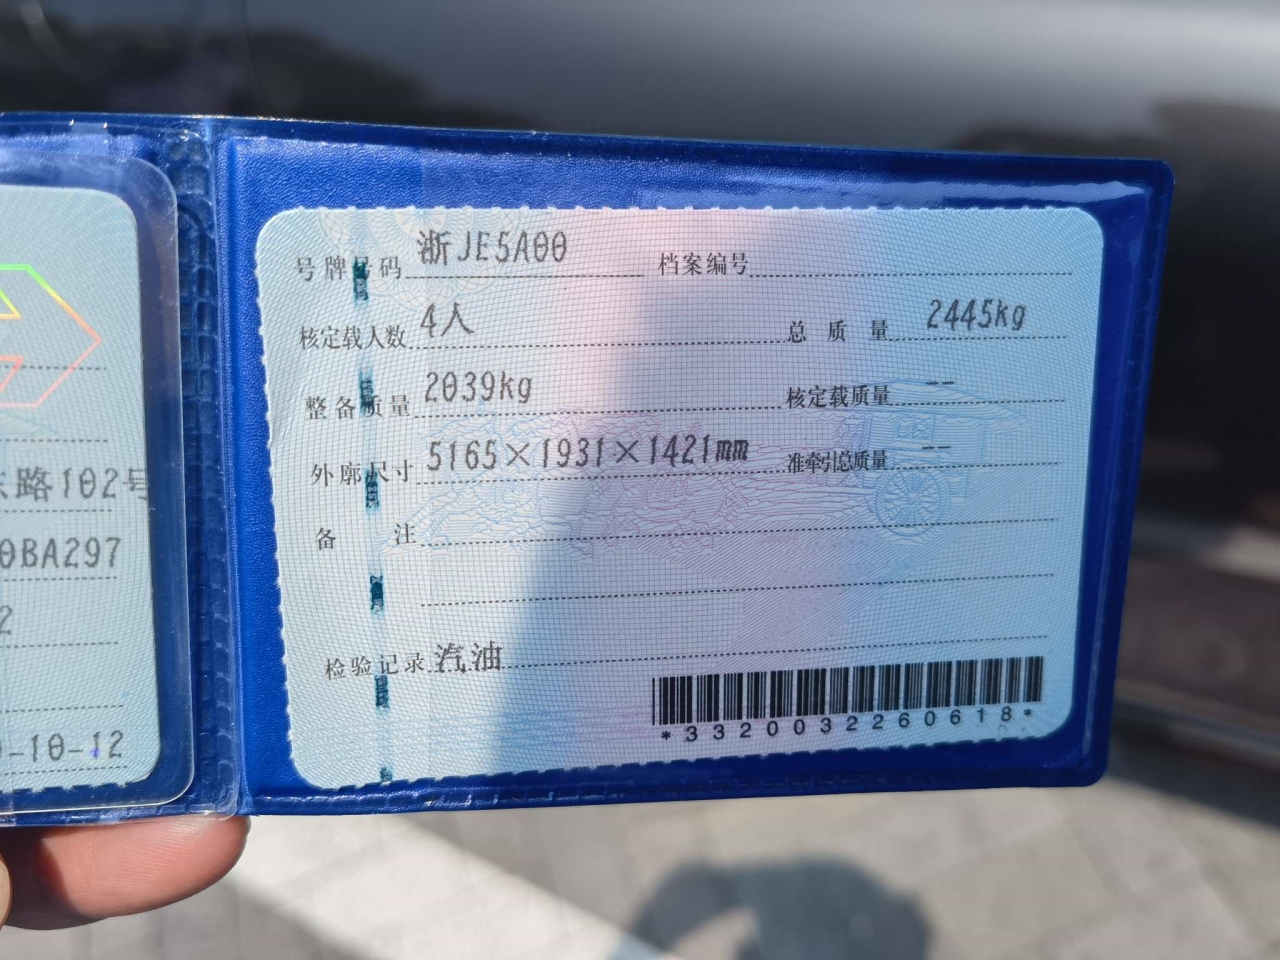 东路102号
0BA297
2
-10-12
号牌号码 浙JE5A00 档案编号
核定载人数 4人 总质量 2445kg
整备质量 2039kg 核定载质量 --
外廓尺寸 5165×1931×1421mm 准牵引总质量 --
备注
检验记录 汽油
*3320032260618*